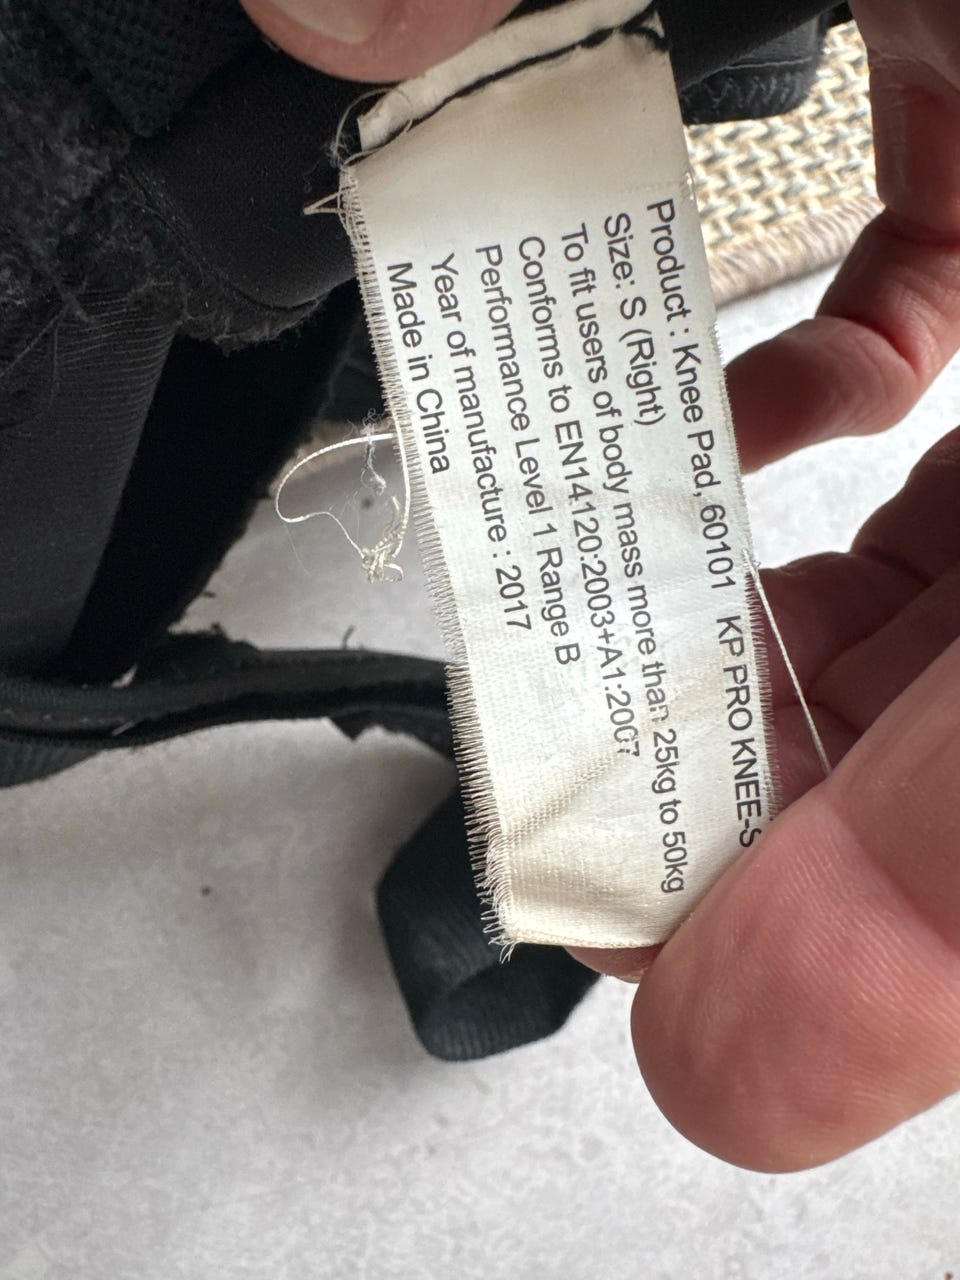 Product : Knee Pad, 60101 KP PRO KNEE-S
Size: S (Right)
To fit users of body mass more than 25kg to 50kg
Conforms to EN14120:2003+A1:2007
Performance Level 1 Range B
Year of manufacture : 2017
Made in China